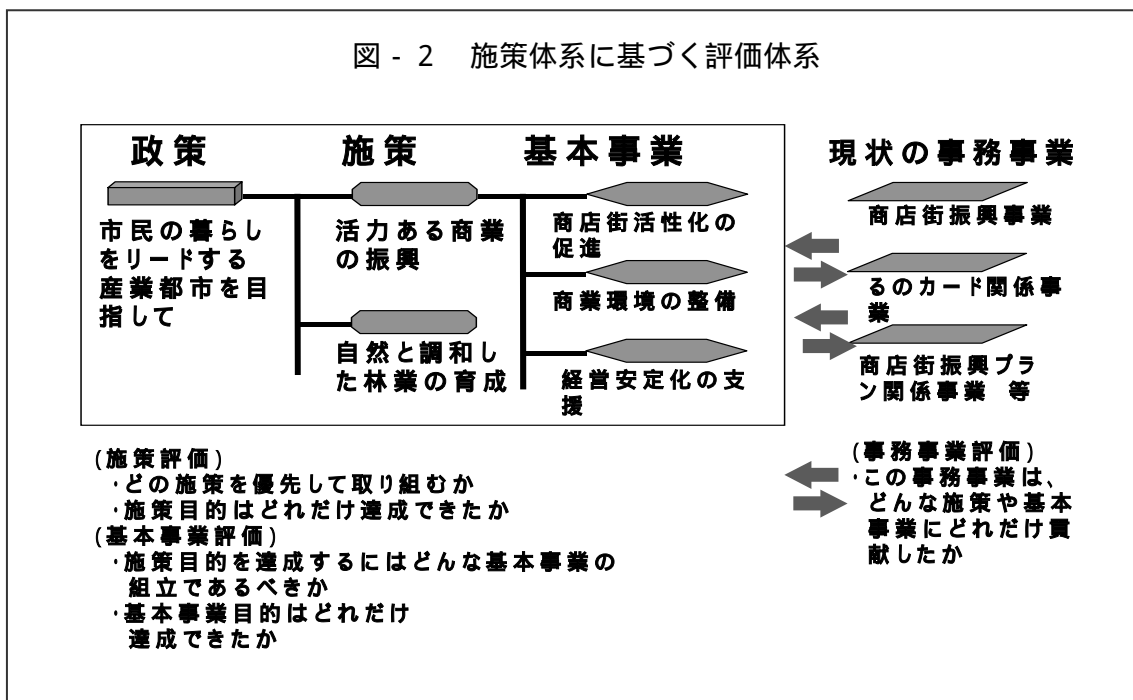 図 - 2　施策体系に基づく評価体系
政策
施策
基本事業
現状の事務事業
市民の暮らし
をリードする
産業都市を目
指して
活力ある商業
の振興
自然と調和し
た林業の育成
商店街活性化の
促進
商業環境の整備
経営安定化の支
援
商店街振興事業
るのカード関係事
業
商店街振興プラ
ン関係事業 等
(施策評価)
・どの施策を優先して取り組むか
・施策目的はどれだけ達成できたか
(基本事業評価)
・施策目的を達成するにはどんな基本事業の
組立であるべきか
・基本事業目的はどれだけ
達成できたか
(事務事業評価)
・この事務事業は、
どんな施策や基本
事業にどれだけ貢
献したか